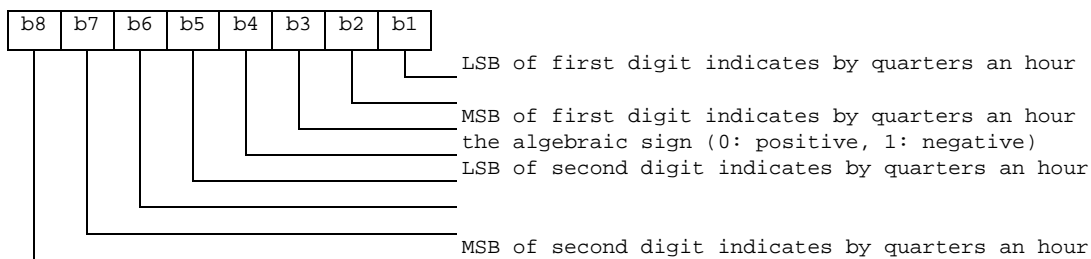 b8 b7 b6 b5 b4 b3 b2 b1
LSB of first digit indicates by quarters an hour
MSB of first digit indicates by quarters an hour
the algebraic sign (0: positive, 1: negative)
LSB of second digit indicates by quarters an hour
MSB of second digit indicates by quarters an hour